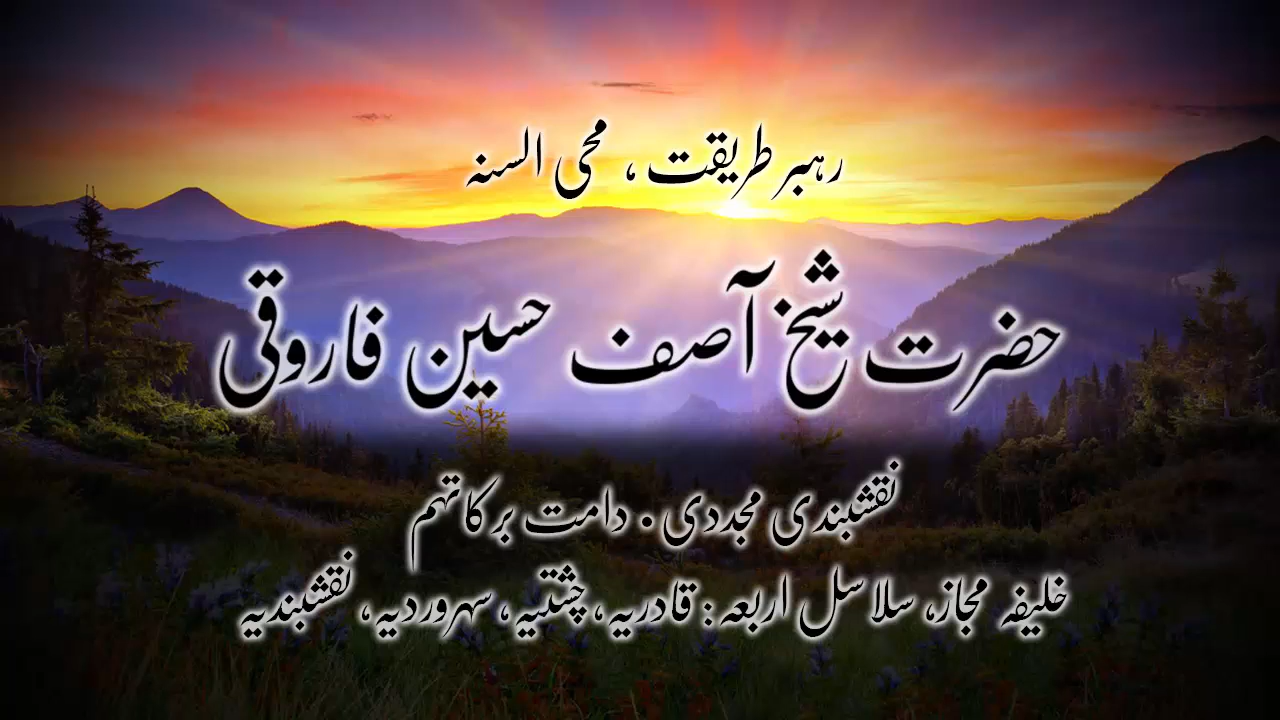 رہبر طریقت ، محی السنہ
حضرت شیخ آصف حسین فاروقی
نقشبندی مجددی . دامت برکاتہم
خلیفہ مجاز، سلاسل اربعہ: قادریہ، چشتیہ، سہروردیہ، نقشبندیہ